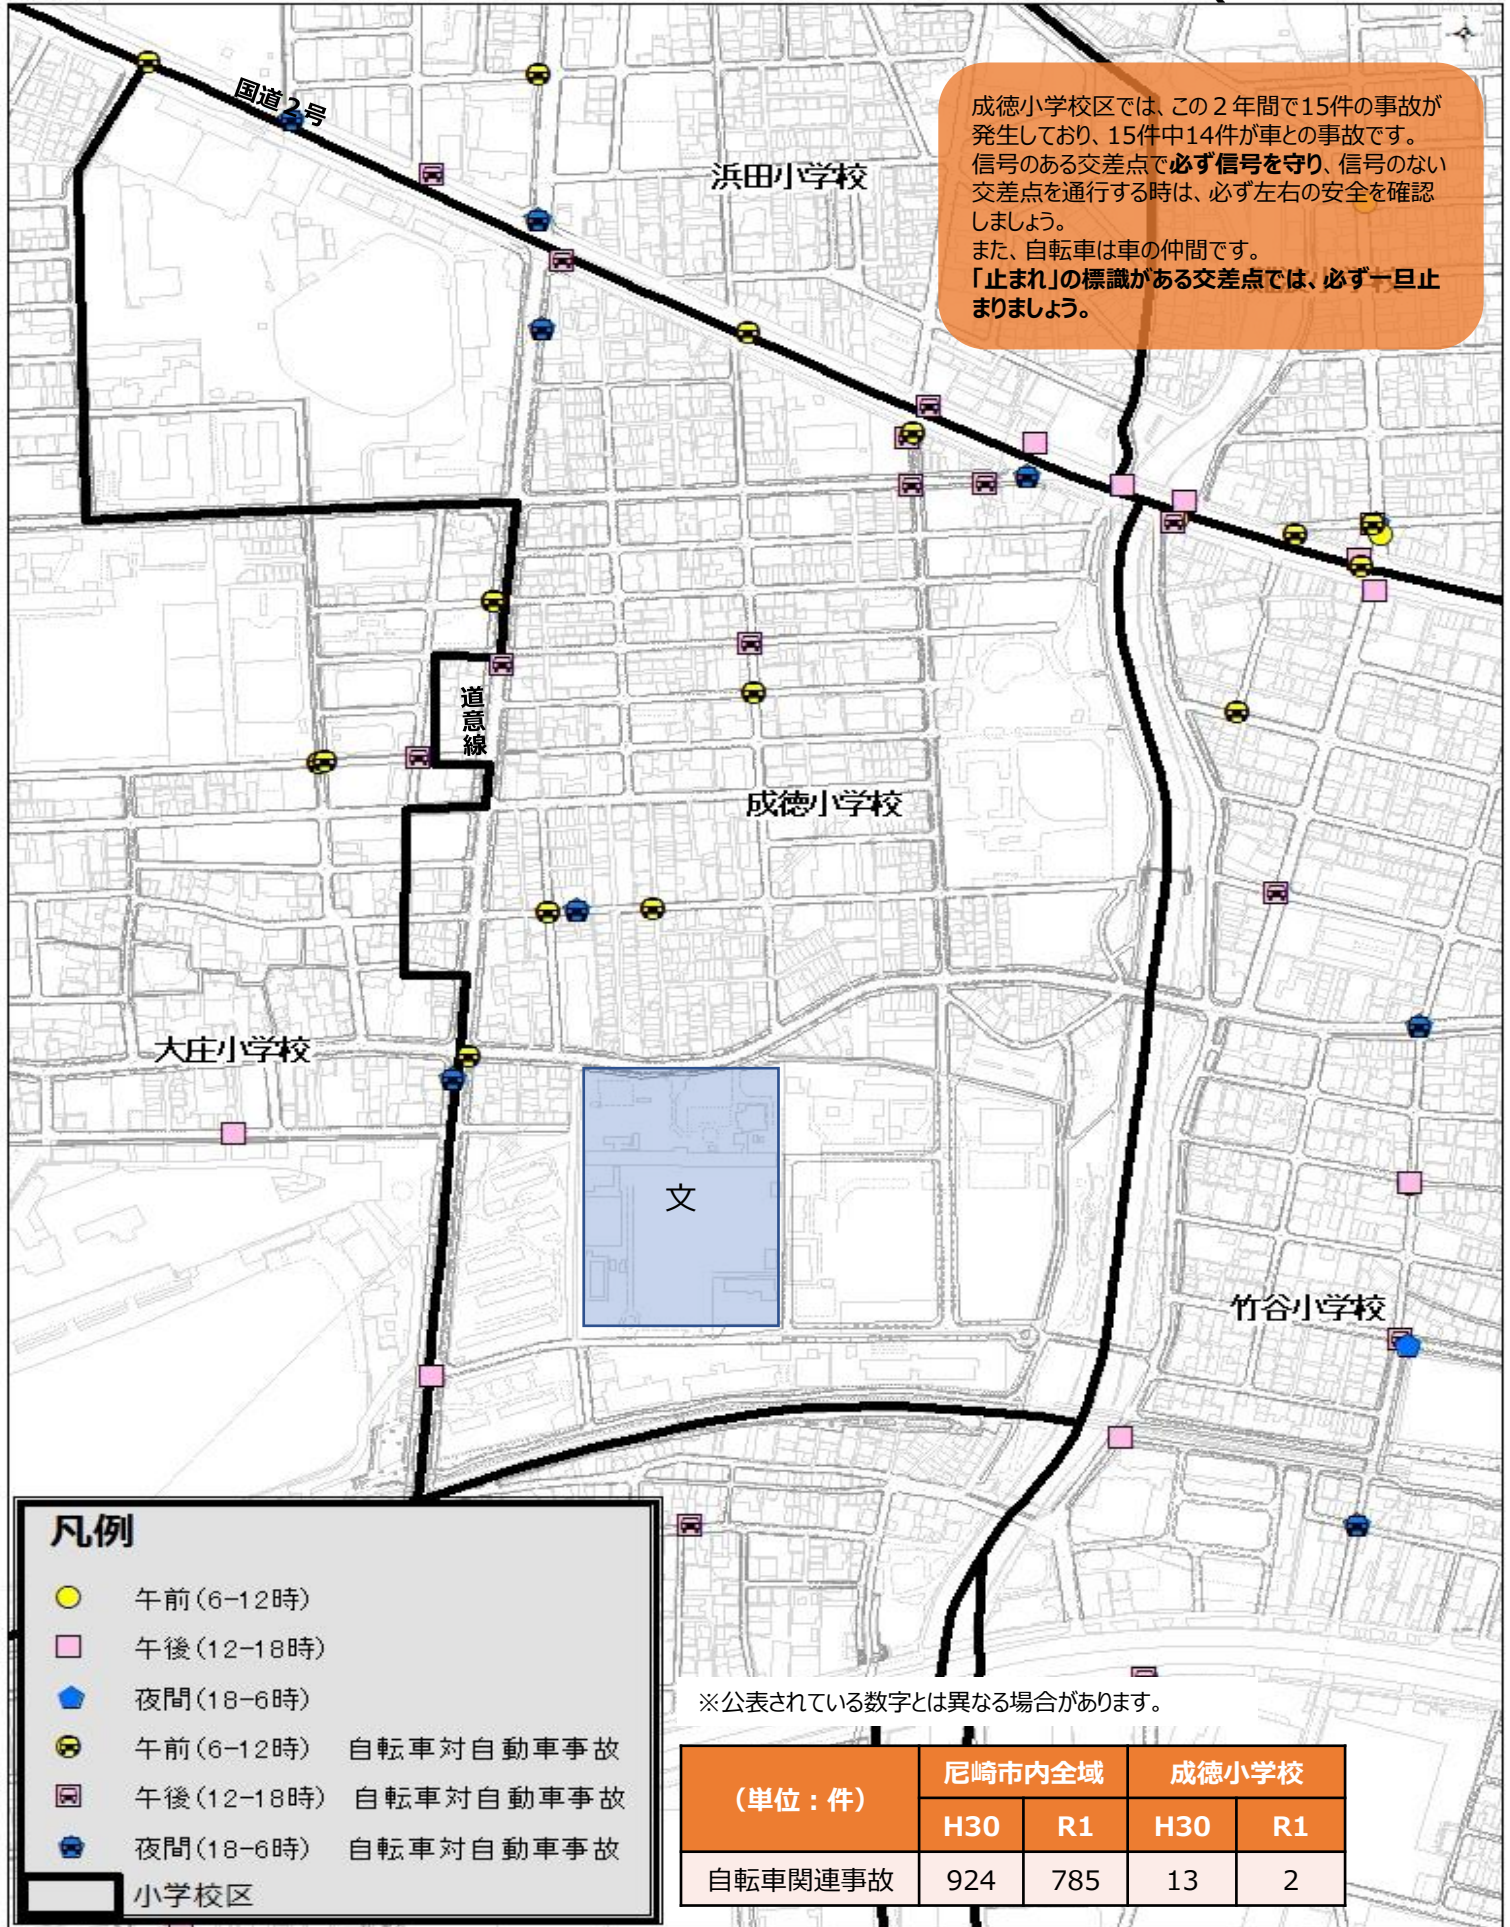 国道２号
浜田小学校
成徳小学校区では、この２年間で15件の事故が
発生しており、15件中14件が車との事故です。
信号のある交差点で必ず信号を守り、信号のない
交差点を通行する時は、必ず左右の安全を確認
しましょう。
また、自転車は車の仲間です。
「止まれ」の標識がある交差点では、必ず一旦止
まりましょう。
道意線
成徳小学校
大庄小学校
文
竹谷小学校
凡例
午前(6-12時)
午後(12-18時)
夜間(18-6時)
午前(6-12時) 自転車対自動車事故
午後(12-18時) 自転車対自動車事故
夜間(18-6時) 自転車対自動車事故
小学校区
※公表されている数字とは異なる場合があります。
（単位：件） 尼崎市内全域 成徳小学校
H30 R1 H30 R1
自転車関連事故 924 785 13 2